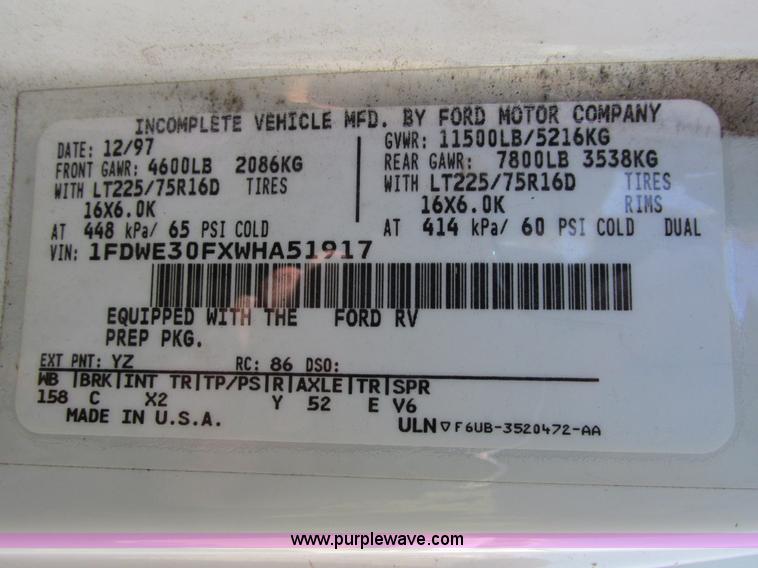 INCOMPLETE VEHICLE MFD. BY FORD MOTOR COMPANY
DATE: 12/97 GVWR: 11500LB/5216KG
FRONT GAWR: 4600LB 2086KG REAR GAWR: 7800LB 3538KG
WITH LT225/75R16D TIRES WITH LT225/75R16D TIRES
16X6.0K 16X6.0K RIMS
AT 448 kPa/ 65 PSI COLD AT 414 kPa/ 60 PSI COLD DUAL
VIN: 1FDWE30FXWHA51917
EQUIPPED WITH THE FORD RV
PREP PKG.
EXT PNT: YZ RC: 86 DSO:
WB |BRK|INT TR|TP/PS|R|AXLE|TR|SPR
158 C X2 Y 52 E V6
MADE IN U.S.A. ULN ▽ F6UB-3520472-AA
www.purplewave.com